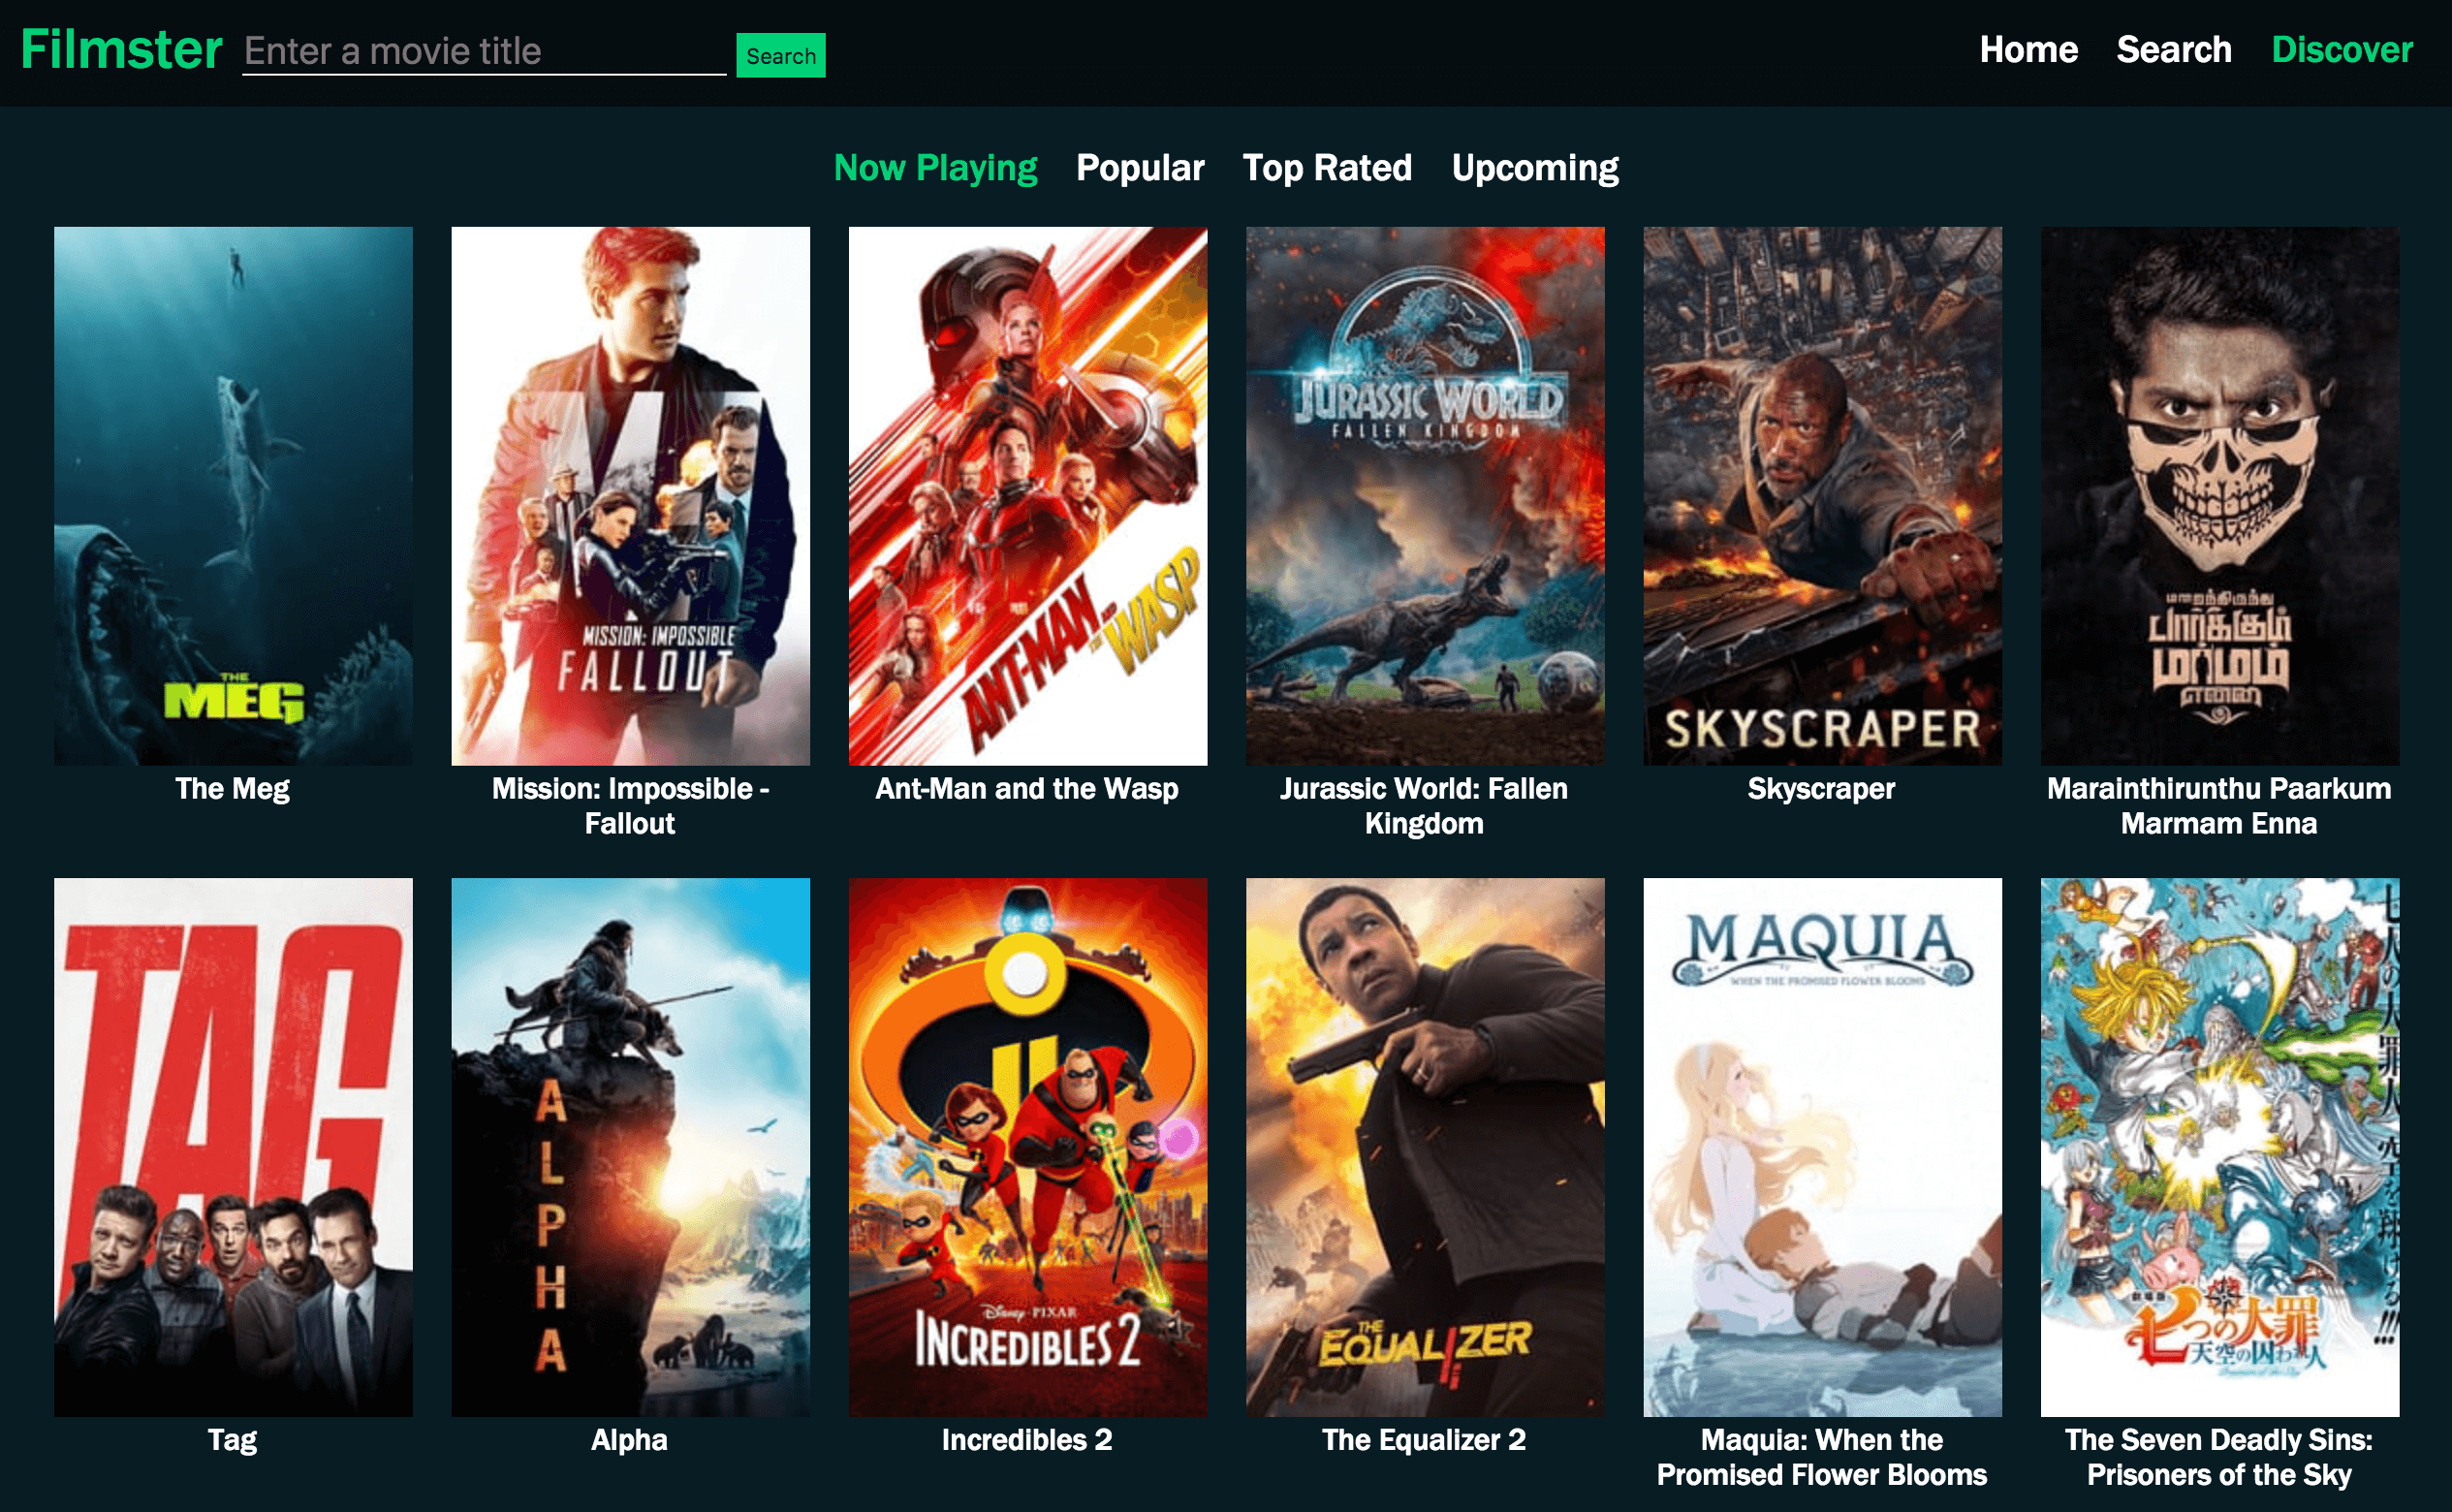 Filmster
Enter a movie title
Search
Home
Search
Discover
Now Playing
Popular
Top Rated
Upcoming
THE
MEG
MISSION: IMPOSSIBLE
FALLOUT
ANT-MAN AND
THE WASP
JURASSIC WORLD
FALLEN KINGDOM
SKYSCRAPER
மறைந்திருந்து
பார்க்கும்
மர்மம்
என்ன
The Meg
Mission: Impossible -
Fallout
Ant-Man and the Wasp
Jurassic World: Fallen
Kingdom
Skyscraper
Marainthirunthu Paarkum
Marmam Enna
TAG
ALPHA
Disney PIXAR
INCREDIBLES 2
THE
EQUALIZER
MAQUIA
WHEN THE PROMISED FLOWER BLOOMS
七人の大罪人、空を翔ける!!!
劇場版
七つの大罪
天空の囚われ人
Prisoners of the Sky
Tag
Alpha
Incredibles 2
The Equalizer 2
Maquia: When the
Promised Flower Blooms
The Seven Deadly Sins:
Prisoners of the Sky